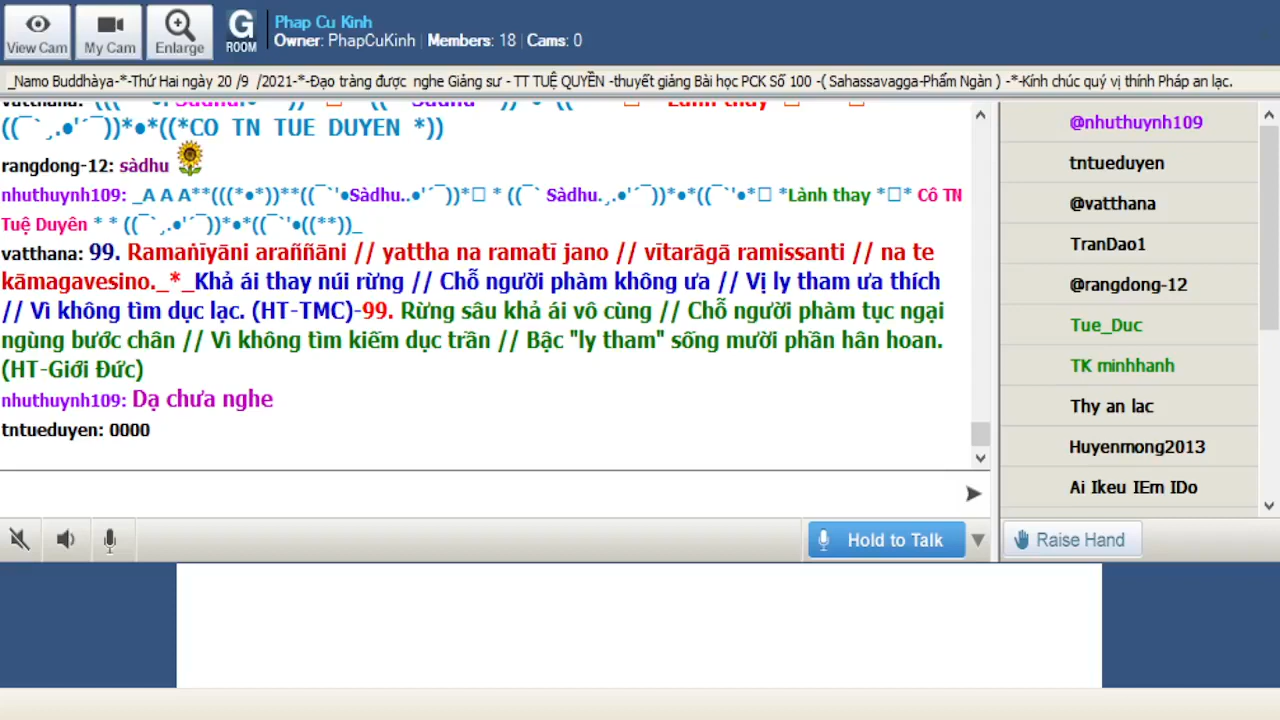 View Cam
My Cam
Enlarge
G
ROOM
Phap Cu Kinh
Owner: PhapCuKinh | Members: 18 | Cams: 0
_Namo Buddhàya-*-Thứ Hai ngày 20 /9 /2021-*-Đạo tràng được nghe Giảng sư - TT TUỆ QUYỀN -thuyết giảng Bài học PCK Số 100 -( Sahassavagga-Phẩm Ngàn ) -*-Kính chúc quý vị thính Pháp an lạc.
vatthana:
((¯`¸.●'´¯))*●*((*CO TN TUE DUYEN *))
rangdong-12: sàdhu
nhuthuynh109: _A A A**(((*●*))**((¯`'●Sàdhu..●'´¯))*□ * ((¯` Sàdhu.¸.●'´¯))*●*((¯`'●*□ *Lành thay *□* Cô TN
Tuệ Duyên * * ((¯`¸.●'´¯))*●*((¯`'●((**))_
vatthana: 99. Ramaṅīyāni araññāni // yattha na ramatī jano // vītarāgā ramissanti // na te
kāmagavesino._*_Khả ái thay núi rừng // Chỗ người phàm không ưa // Vị ly tham ưa thích
// Vì không tìm dục lạc. (HT-TMC)-99. Rừng sâu khả ái vô cùng // Chỗ người phàm tục ngại
ngùng bước chân // Vì không tìm kiếm dục trần // Bậc "ly tham" sống mười phần hân hoan.
(HT-Giới Đức)
nhuthuynh109: Dạ chưa nghe
tntueduyen: 0000
@nhuthuynh109
tntueduyen
@vatthana
TranDao1
@rangdong-12
Tue_Duc
TK minhhanh
Thy an lac
Huyenmong2013
Ai Ikeu IEm IDo
Hold to Talk
Raise Hand